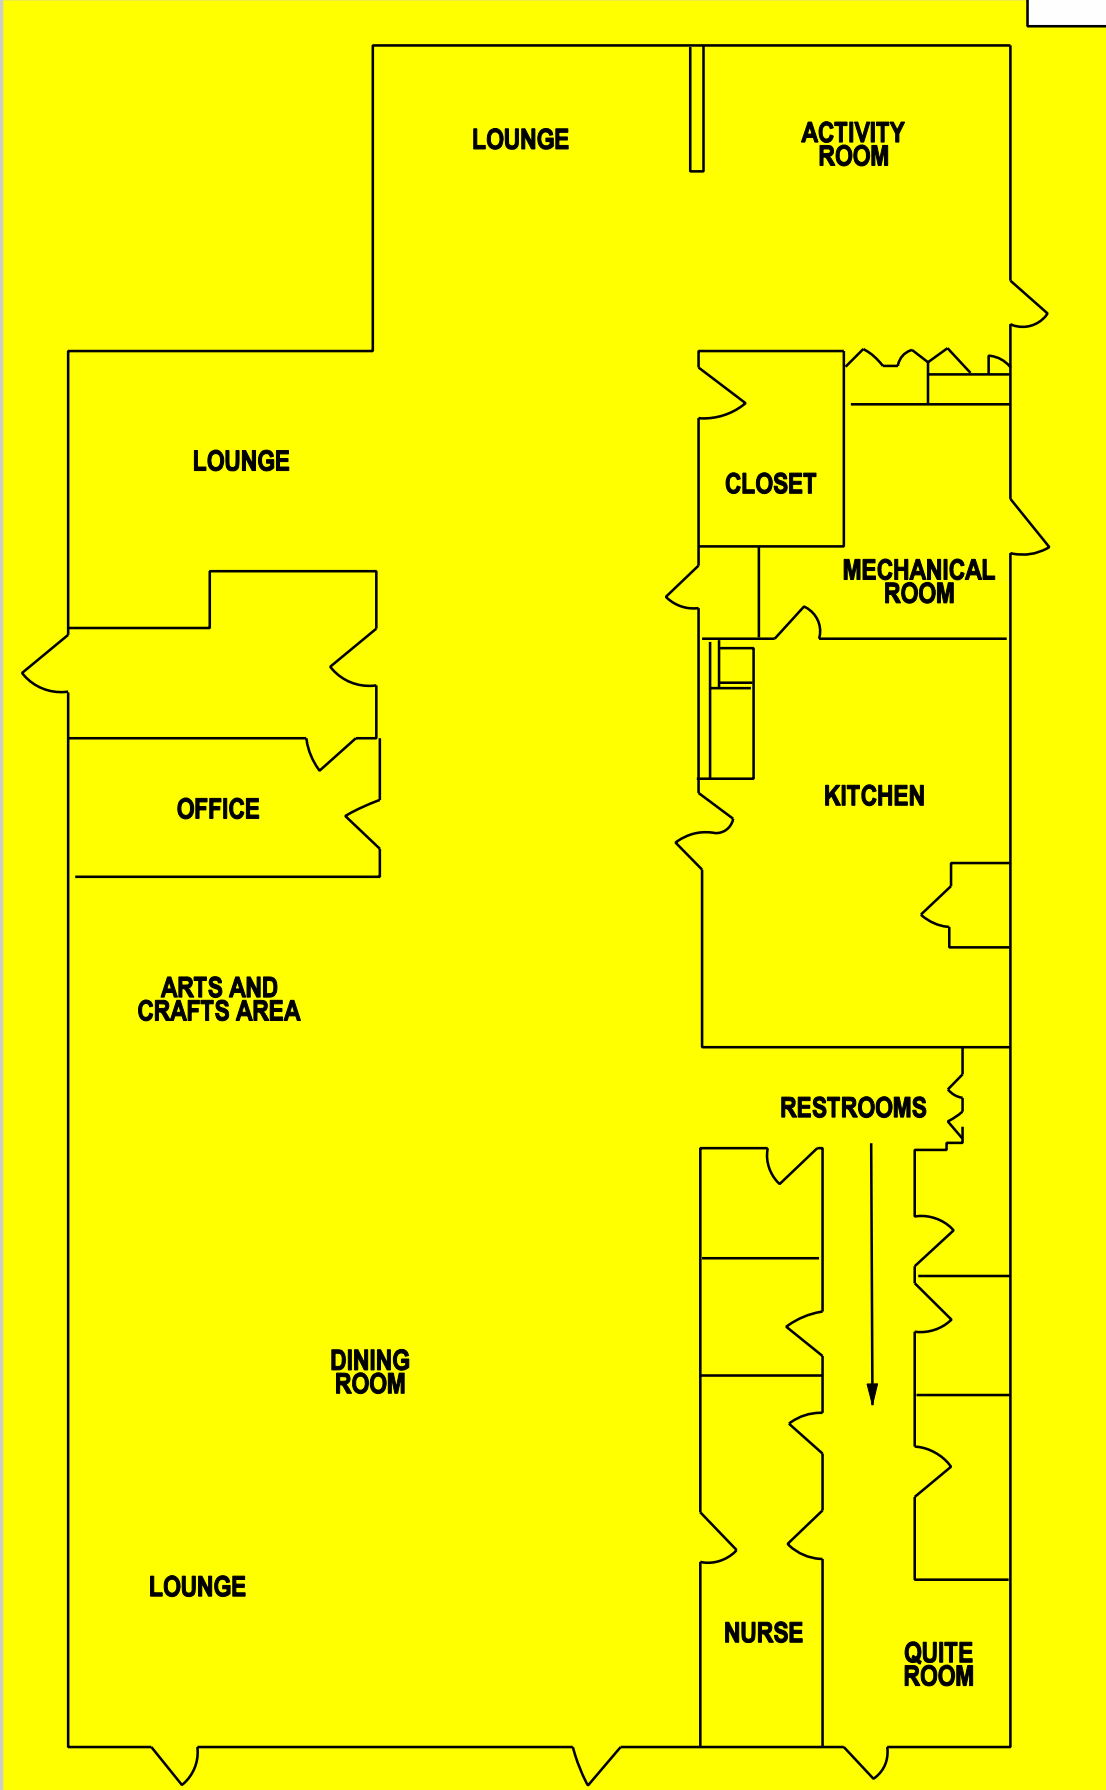 LOUNGE
ACTIVITY
ROOM
LOUNGE
CLOSET
MECHANICAL
ROOM
KITCHEN
OFFICE
ARTS AND
CRAFTS AREA
RESTROOMS
DINING
ROOM
LOUNGE
NURSE
QUITE
ROOM